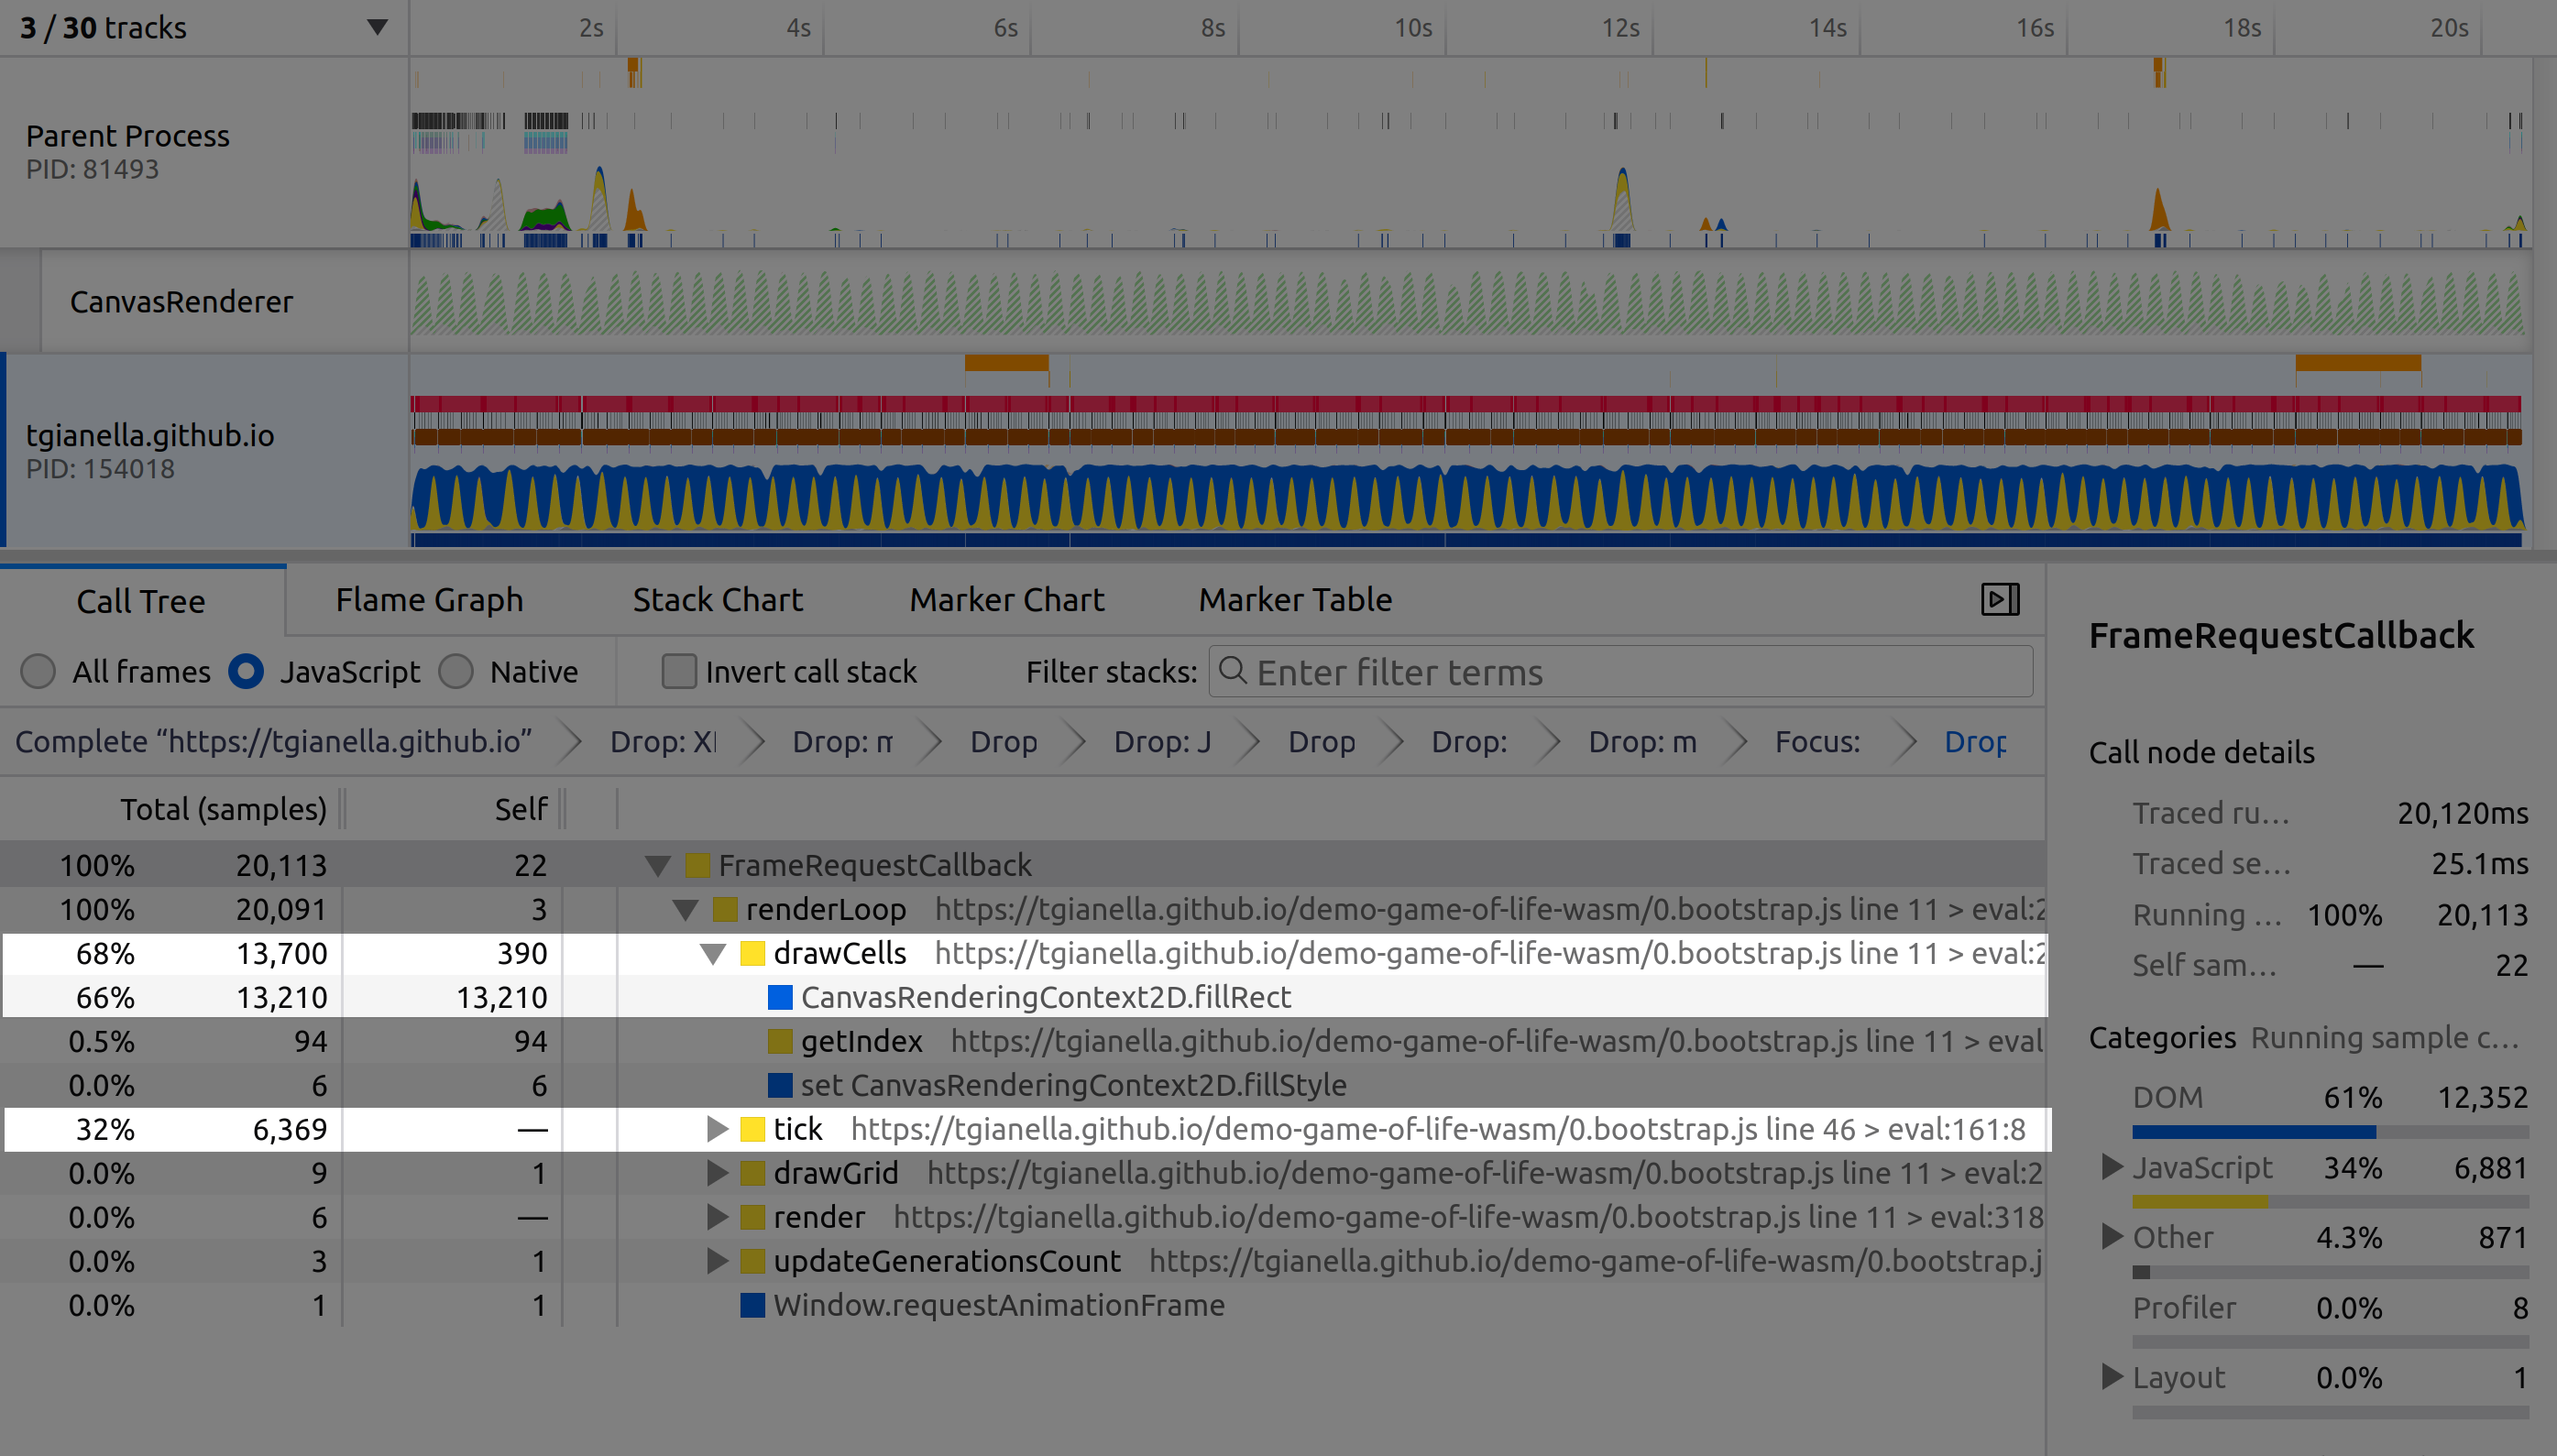 3 / 30 tracks 2s 4s 6s 8s 10s 12s 14s 16s 18s 20s
Parent Process
PID: 81493
CanvasRenderer
tgianella.github.io
PID: 154018
Call Tree Flame Graph Stack Chart Marker Chart Marker Table
All frames JavaScript Native Invert call stack Filter stacks: Enter filter terms
Complete “https://tgianella.github.io” Drop: Drop: Drop Drop: J Drop Drop: Drop: m Focus: Drop
Total (samples) Self
100% 20,113 22 FrameRequestCallback
100% 20,091 3 renderLoop https://tgianella.github.io/demo-game-of-life-wasm/0.bootstrap.js line 11 > eval:2
68% 13,700 390 drawCells https://tgianella.github.io/demo-game-of-life-wasm/0.bootstrap.js line 11 > eval:2
66% 13,210 13,210 CanvasRenderingContext2D.fillRect
0.5% 94 94 getIndex https://tgianella.github.io/demo-game-of-life-wasm/0.bootstrap.js line 11 > eval
0.0% 6 6 set CanvasRenderingContext2D.fillStyle
32% 6,369 — tick https://tgianella.github.io/demo-game-of-life-wasm/0.bootstrap.js line 46 > eval:161:8
0.0% 9 1 drawGrid https://tgianella.github.io/demo-game-of-life-wasm/0.bootstrap.js line 11 > eval:2
0.0% 6 — render https://tgianella.github.io/demo-game-of-life-wasm/0.bootstrap.js line 11 > eval:318
0.0% 3 1 updateGenerationsCount https://tgianella.github.io/demo-game-of-life-wasm/0.bootstrap.j
0.0% 1 1 Window.requestAnimationFrame
FrameRequestCallback
Call node details
Traced ru… 20,120ms
Traced se… 25.1ms
Running … 100% 20,113
Self sam… — 22
Categories Running sample c…
DOM 61% 12,352
JavaScript 34% 6,881
Other 4.3% 871
Profiler 0.0% 8
Layout 0.0% 1